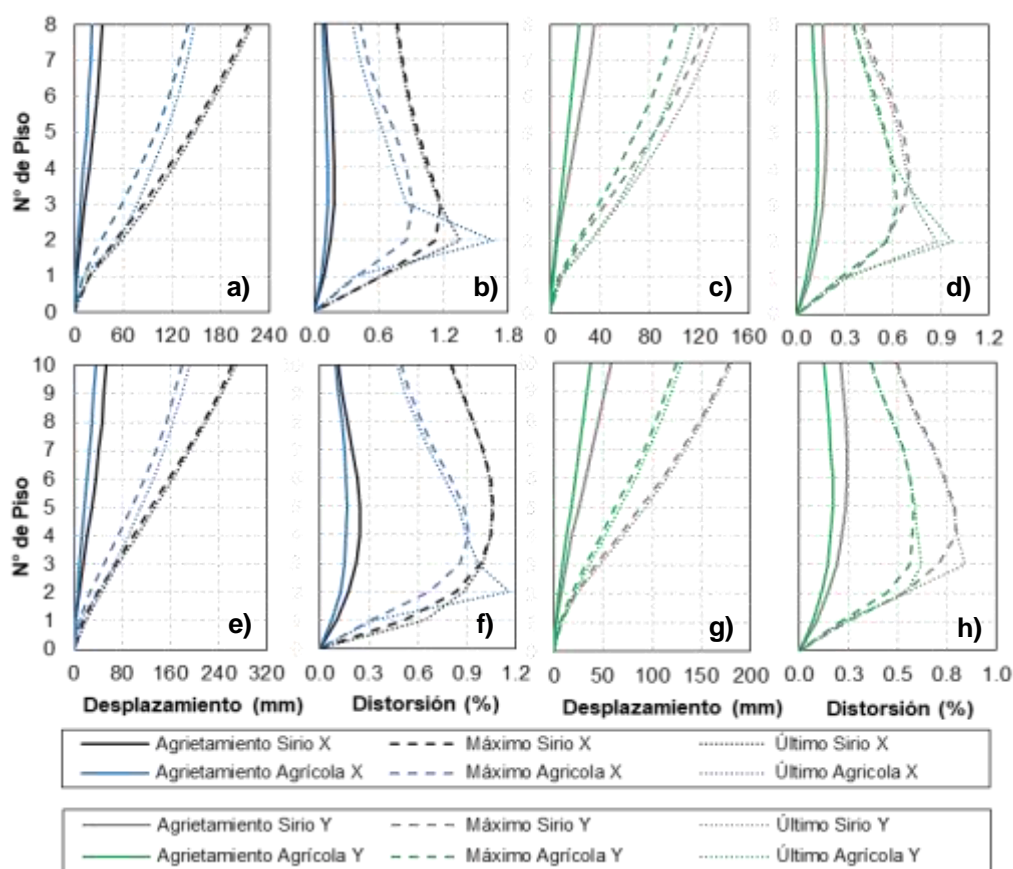 Nº de Piso
8
7
6
5
4
3
2
1
0
a)
b)
c)
d)
0 60 120 180 240
0.0 0.6 1.2 1.8
0 40 80 120 160
0.0 0.3 0.6 0.9 1.2
Nº de Piso
10
9
8
7
6
5
4
3
2
1
0
e)
f)
g)
h)
0 80 160 240 320
0.0 0.3 0.6 0.9 1.2
0 50 100 150 200
0.0 0.3 0.5 0.8 1.0
Desplazamiento (mm)
Distorsión (%)
Desplazamiento (mm)
Distorsión (%)
Agrietamiento Sirio X Máximo Sirio X Último Sirio X
Agrietamiento Agrícola X Máximo Agricola X Último Agricola X
Agrietamiento Sirio Y Máximo Sirio Y Último Sirio Y
Agrietamiento Agrícola Y Máximo Agrícola Y Último Agrícola Y